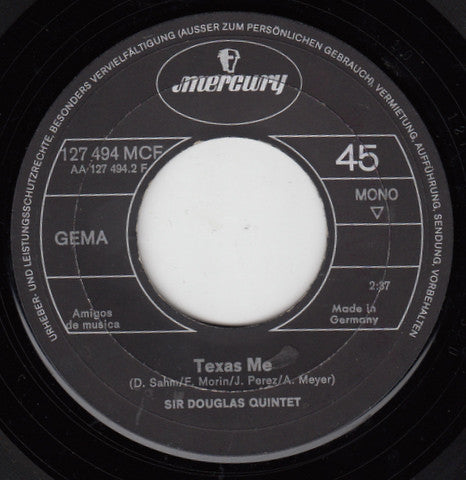 URHEBER- UND LEISTUNGSSCHUTZRECHTE, BESONDERS VERVIELFÄLTIGUNG (AUSSER ZUM PERSÖNLICHEN GEBRAUCH), VERMIETUNG, AUFFÜHRUNG, SENDUNG, VORBEHALTEN
mercury
127 494 MCF
AA 127 494.2 F
45
MONO
GEMA
2:37
Amigos
de musica
Made in
Germany
Texas Me
(D. Sahm/F. Morin/J. Perez/A. Meyer)
SIR DOUGLAS QUINTET